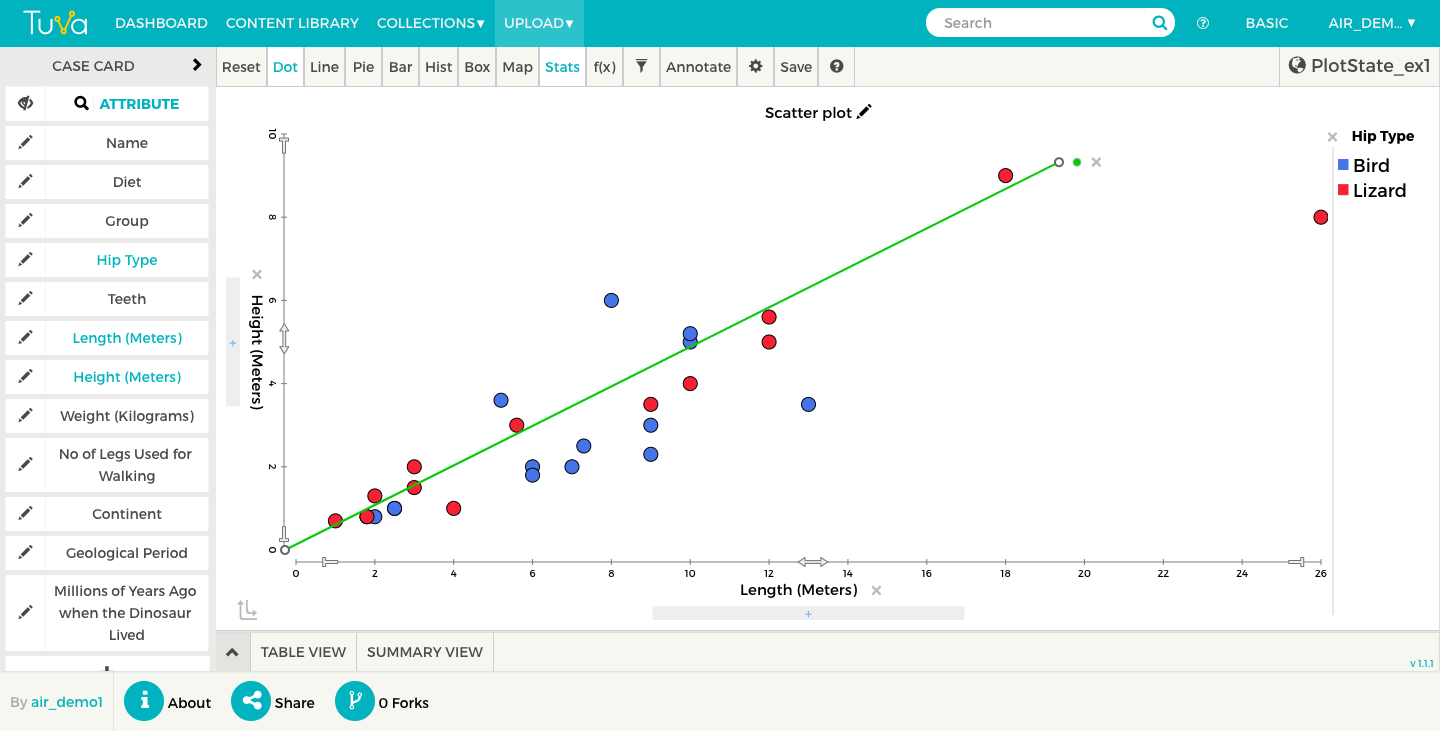 TuVa
DASHBOARD
CONTENT LIBRARY
COLLECTIONS▾
UPLOAD▾
Search
BASIC
AIR_DEM... ▾
CASE CARD
Reset
Dot
Line
Pie
Bar
Hist
Box
Map
Stats
f(x)
Annotate
Save
PlotState_ex1
ATTRIBUTE
Name
Diet
Group
Hip Type
Teeth
Length (Meters)
Height (Meters)
Weight (Kilograms)
No of Legs Used for
Walking
Continent
Geological Period
Millions of Years Ago
when the Dinosaur
Lived
Scatter plot
Hip Type
Bird
Lizard
Height (Meters)
10
8
6
4
2
0
0 2 4 6 8 10 12 14 16 18 20 22 24 26
Length (Meters)
+
+
TABLE VIEW
SUMMARY VIEW
v 1.1.1
By air_demo1
About
Share
0 Forks